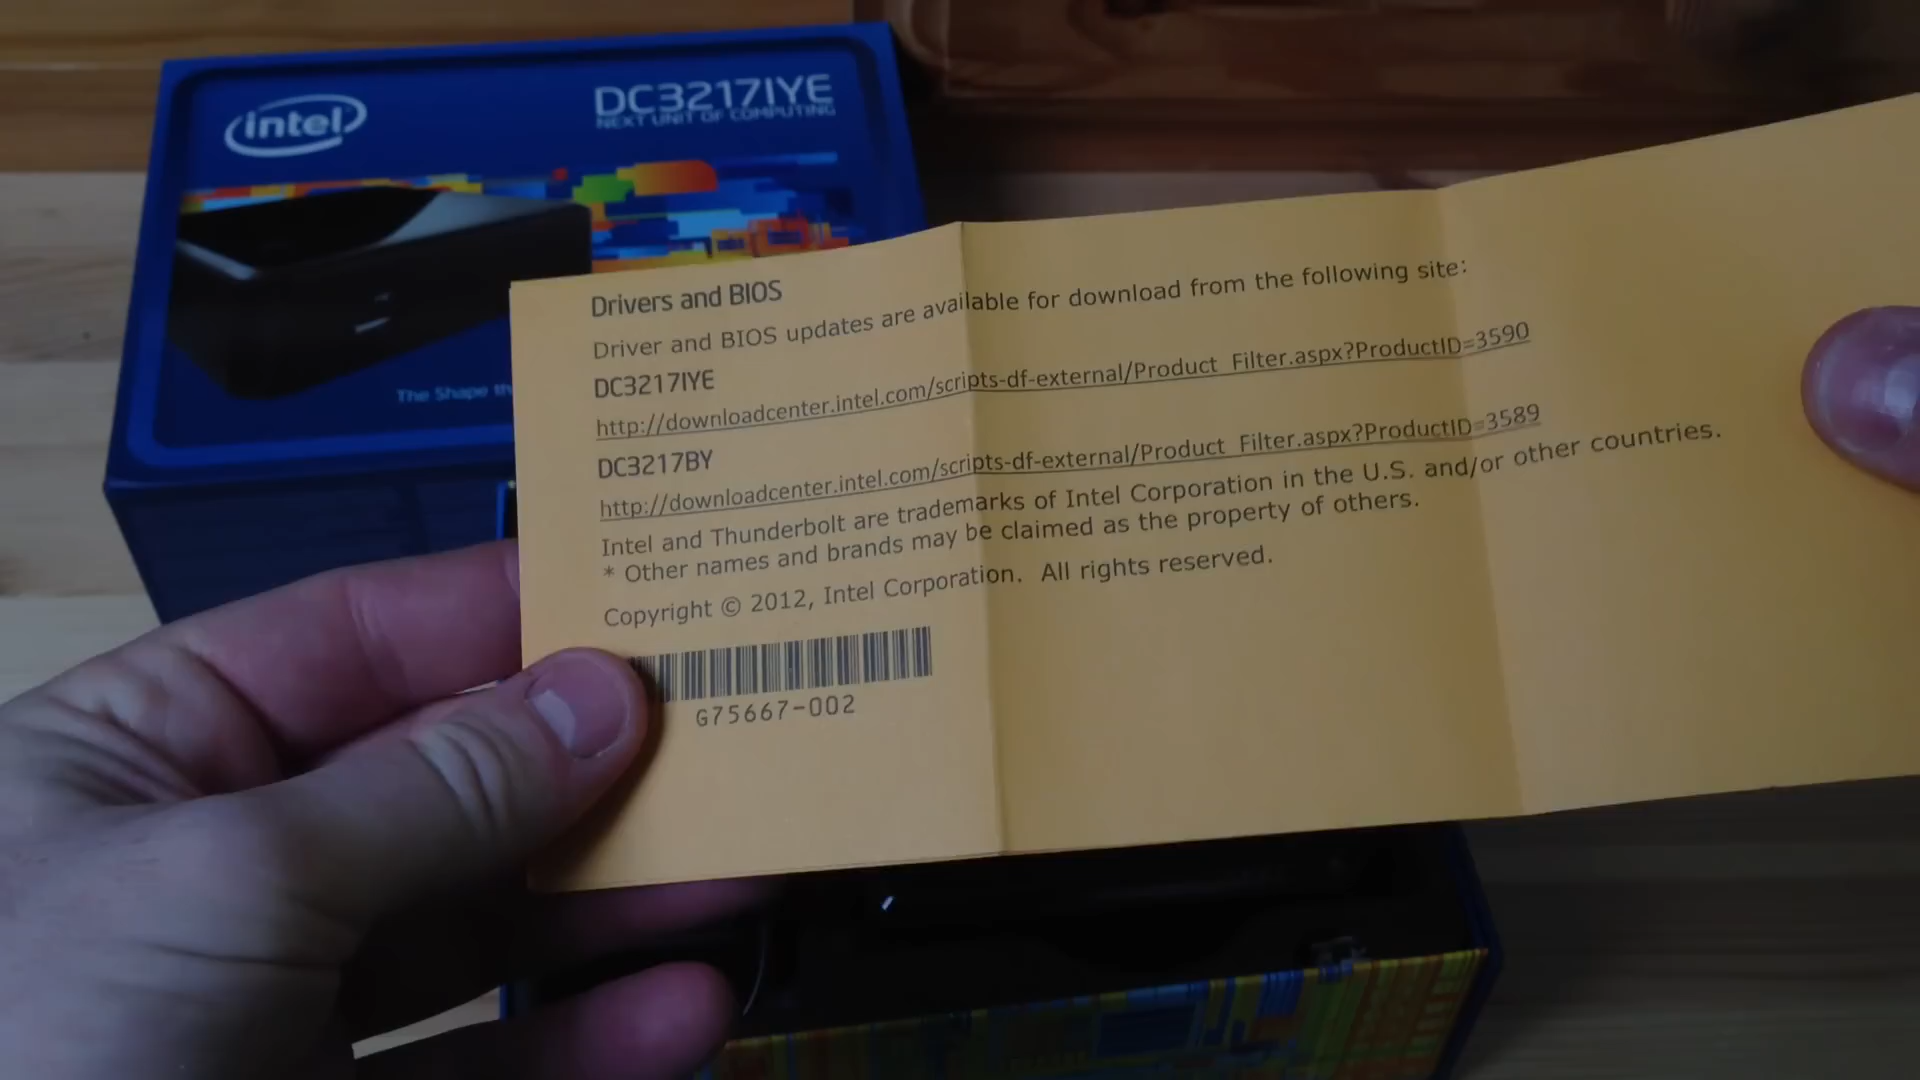 intel
DC3217IYE
NEXT UNIT OF COMPUTING
The Shape
Drivers and BIOS
Driver and BIOS updates are available for download from the following site:
DC3217IYE
http://downloadcenter.intel.com/scripts-df-external/Product_Filter.aspx?ProductID=3590
DC3217BY
http://downloadcenter.intel.com/scripts-df-external/Product_Filter.aspx?ProductID=3589
Intel and Thunderbolt are trademarks of Intel Corporation in the U.S. and/or other countries.
* Other names and brands may be claimed as the property of others.
Copyright © 2012, Intel Corporation. All rights reserved.
G75667-002